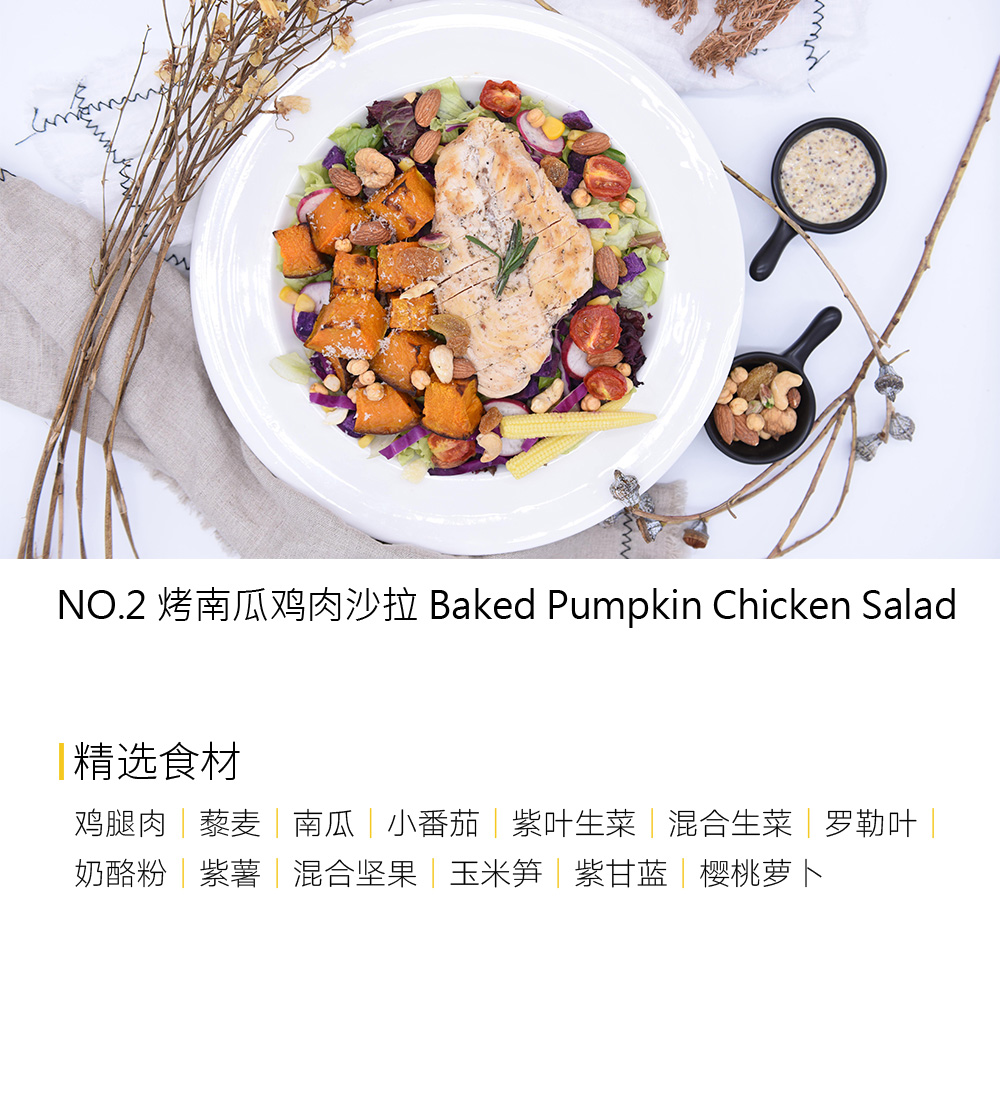 NO.2 烤南瓜鸡肉沙拉 Baked Pumpkin Chicken Salad
精选食材
鸡腿肉｜藜麦｜南瓜｜小番茄｜紫叶生菜｜混合生菜｜罗勒叶｜
奶酪粉｜紫薯｜混合坚果｜玉米笋｜紫甘蓝｜樱桃萝卜